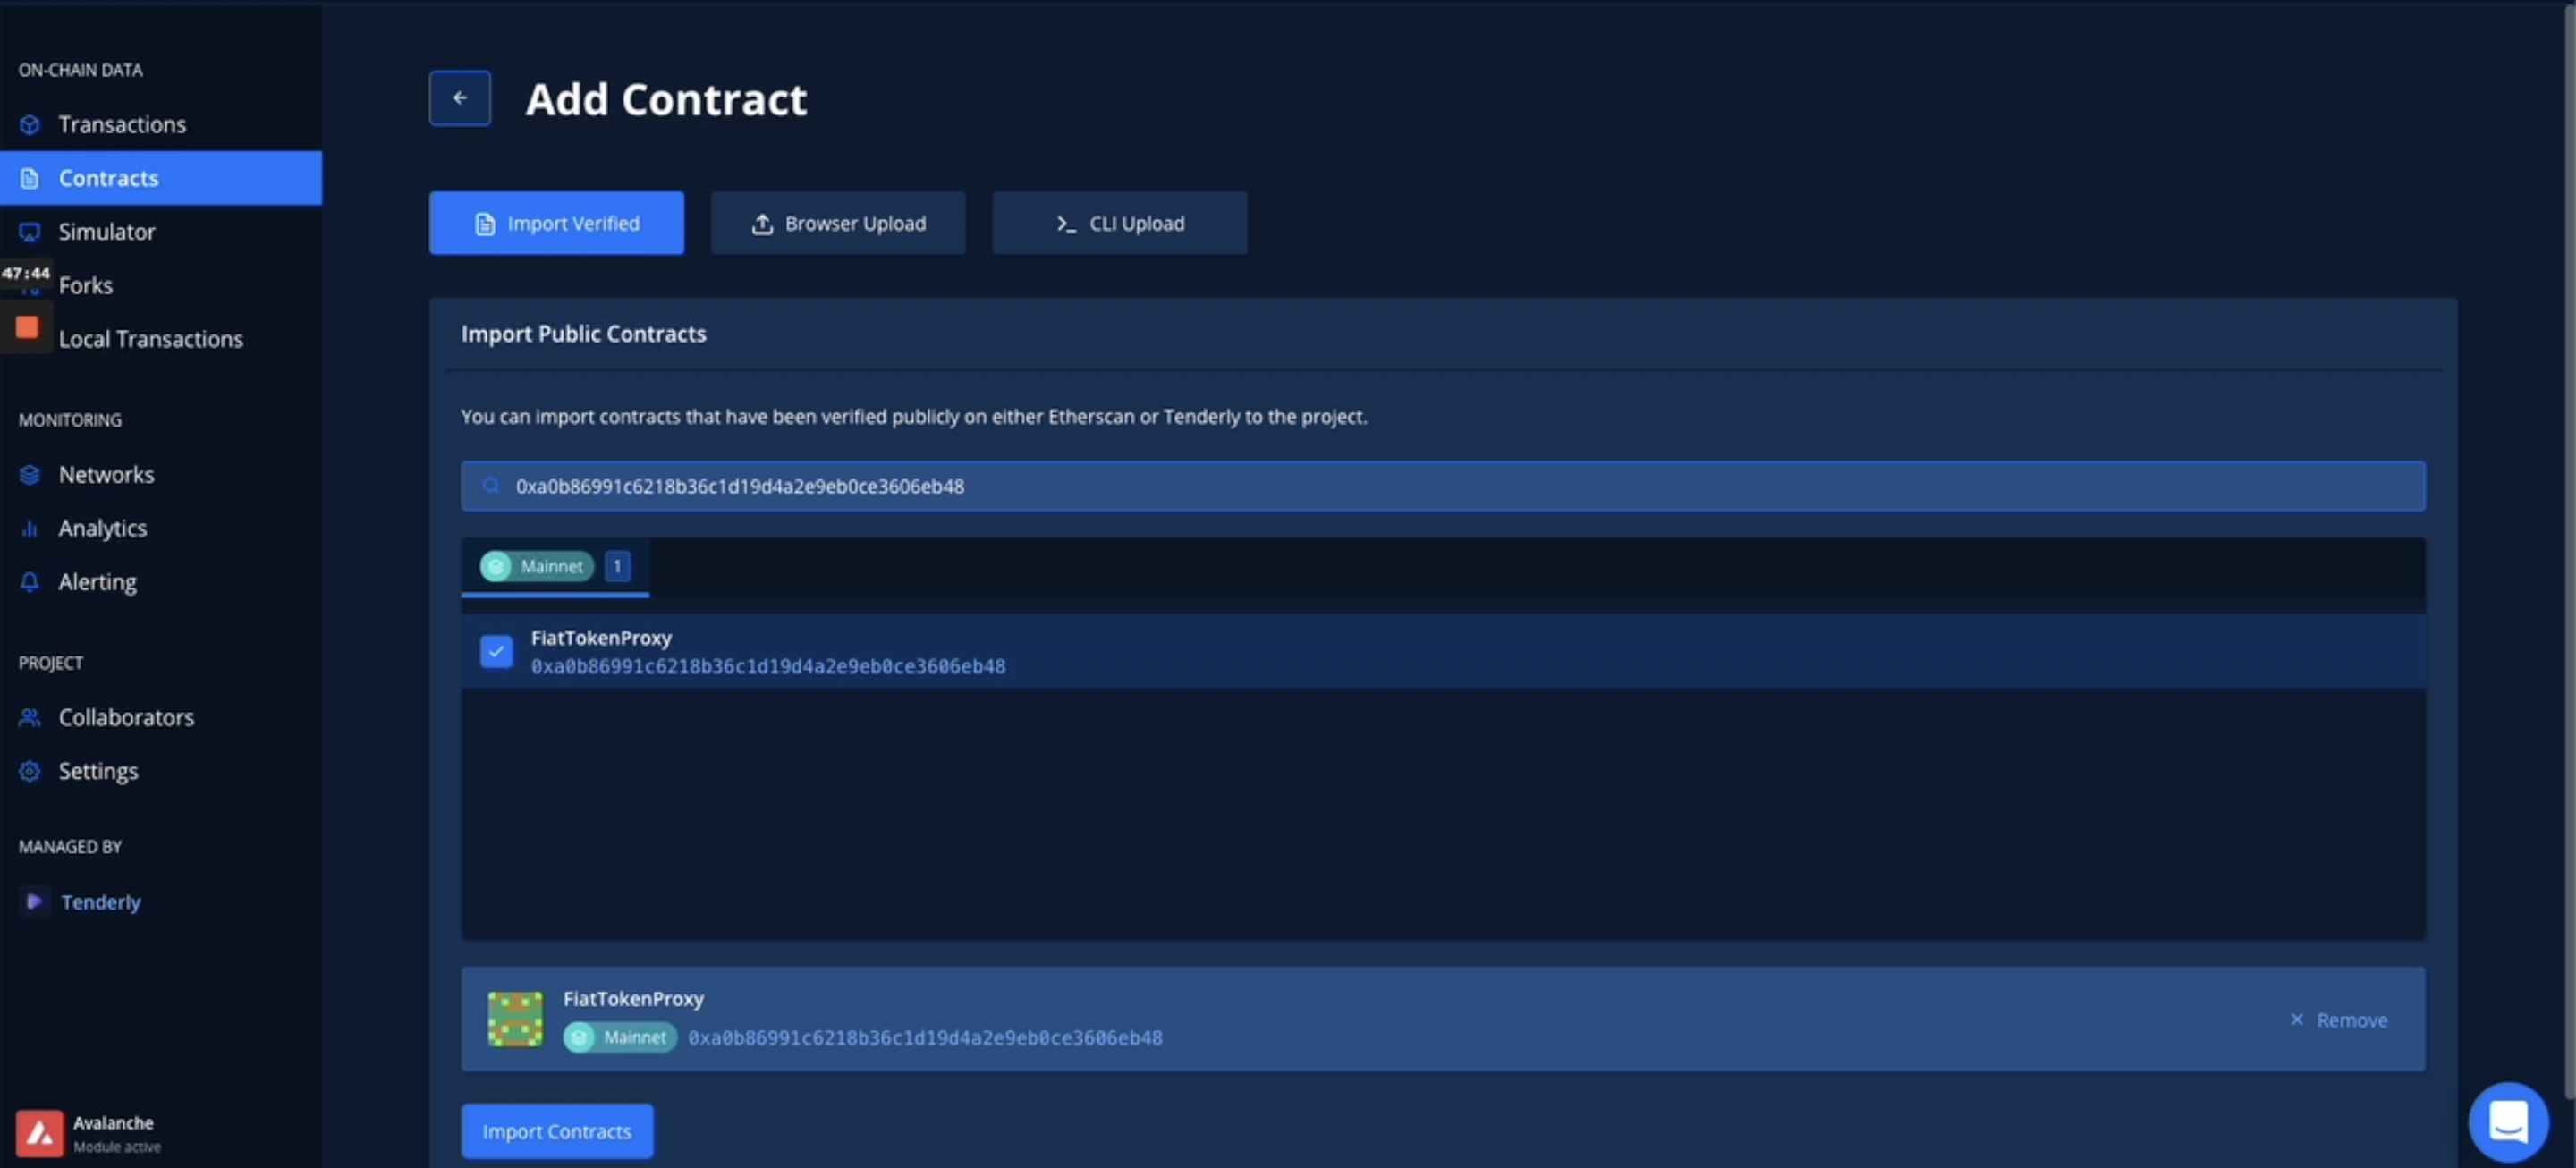 ON-CHAIN DATA
Transactions
Contracts
Simulator
47:44
Forks
Local Transactions
MONITORING
Networks
Analytics
Alerting
PROJECT
Collaborators
Settings
MANAGED BY
Tenderly
Avalanche
Module active
Add Contract
Import Verified
Browser Upload
CLI Upload
Import Public Contracts
You can import contracts that have been verified publicly on either Etherscan or Tenderly to the project.
0xa0b86991c6218b36c1d19d4a2e9eb0ce3606eb48
Mainnet 1
FiatTokenProxy
0xa0b86991c6218b36c1d19d4a2e9eb0ce3606eb48
FiatTokenProxy
Mainnet 0xa0b86991c6218b36c1d19d4a2e9eb0ce3606eb48
Remove
Import Contracts